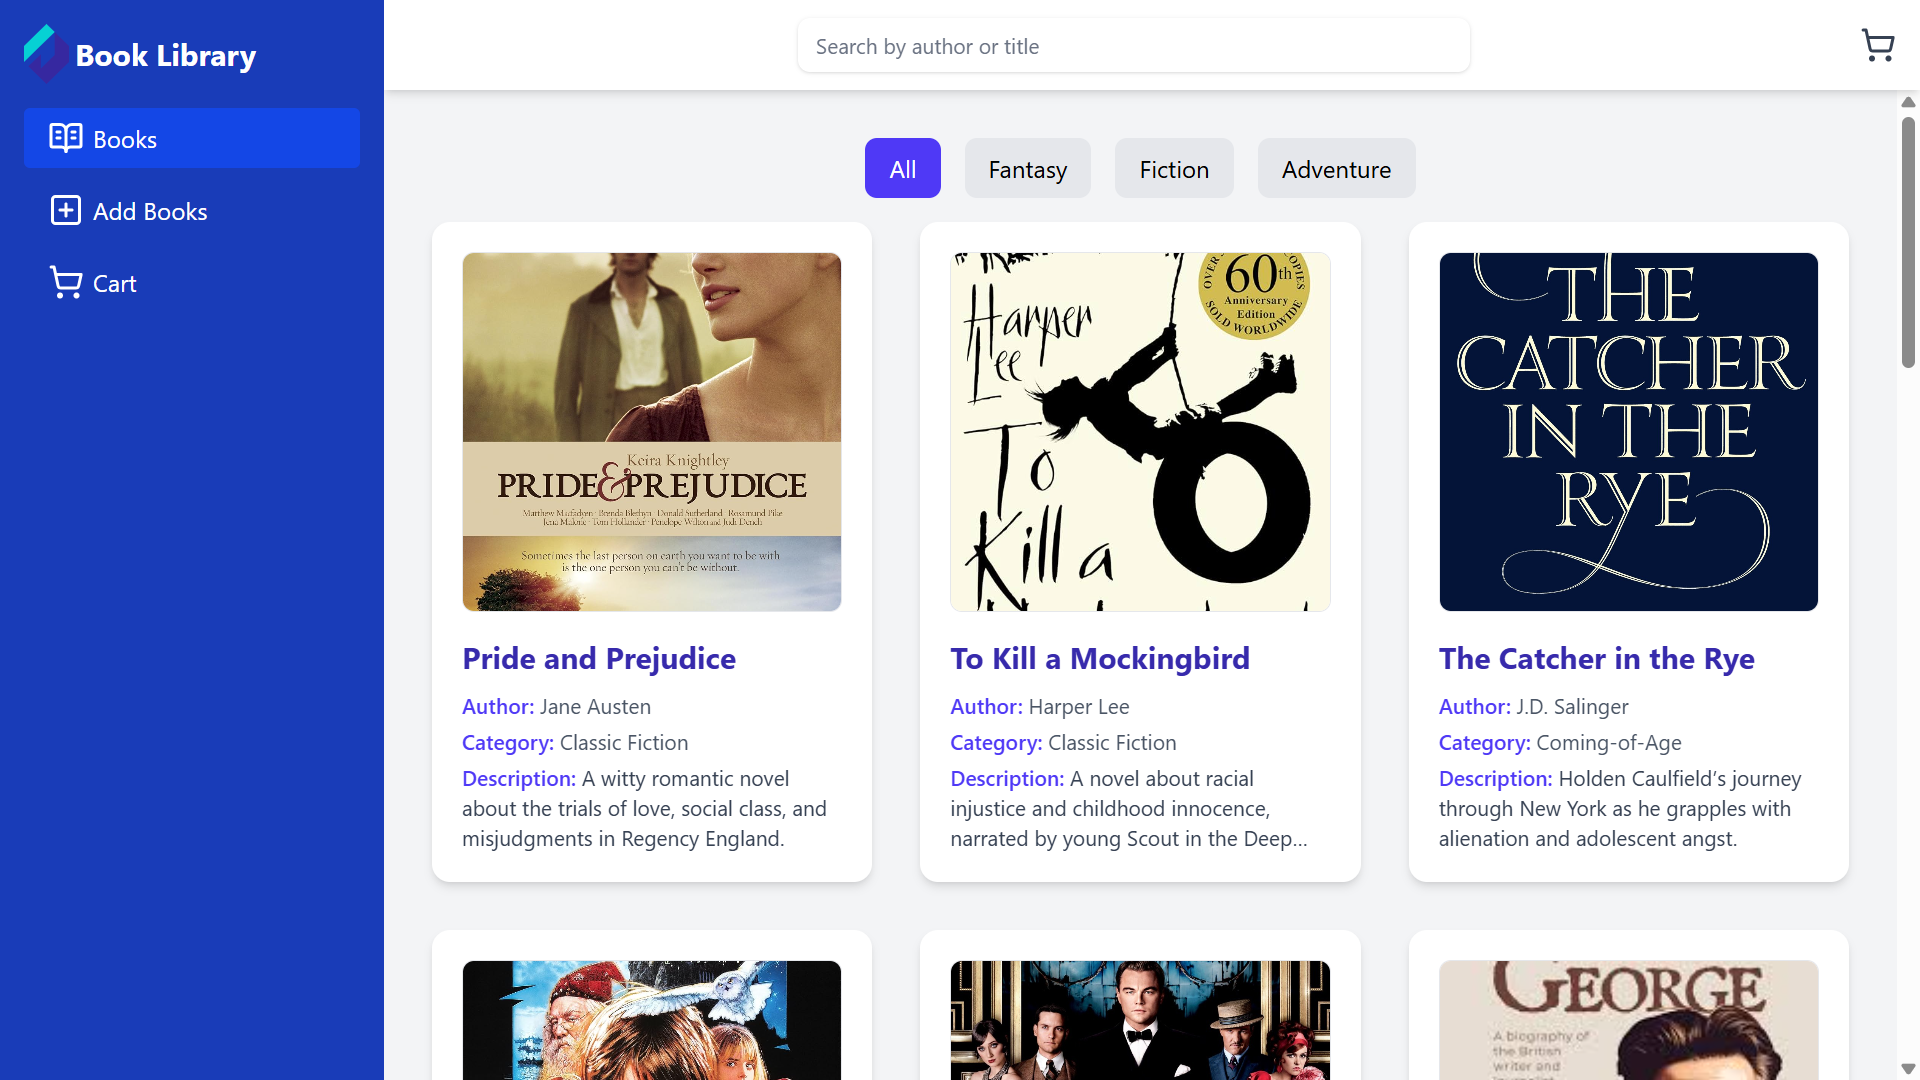 Book Library
Books
Add Books
Cart
Search by author or title
All
Fantasy
Fiction
Adventure
Keira Knightley
PRIDE & PREJUDICE
Matthew Macfadyen · Brenda Blethyn · Donald Sutherland · Rosamund Pike
Jena Malone · Tom Hollander · Penelope Wilton and Judi Dench
Sometimes the last person on earth you want to be with
is the one person you can't be without.
Pride and Prejudice
Author: Jane Austen
Category: Classic Fiction
Description: A witty romantic novel
about the trials of love, social class, and
misjudgments in Regency England.
Harper
Lee
To
Kill a
OVER
COPIES
60th
Anniversary
Edition
SOLD WORLDWIDE
To Kill a Mockingbird
Author: Harper Lee
Category: Classic Fiction
Description: A novel about racial
injustice and childhood innocence,
narrated by young Scout in the Deep...
THE
CATCHER
IN THE
RYE
The Catcher in the Rye
Author: J.D. Salinger
Category: Coming-of-Age
Description: Holden Caulfield’s journey
through New York as he grapples with
alienation and adolescent angst.
GEORGE
A biography of
the British
writer and